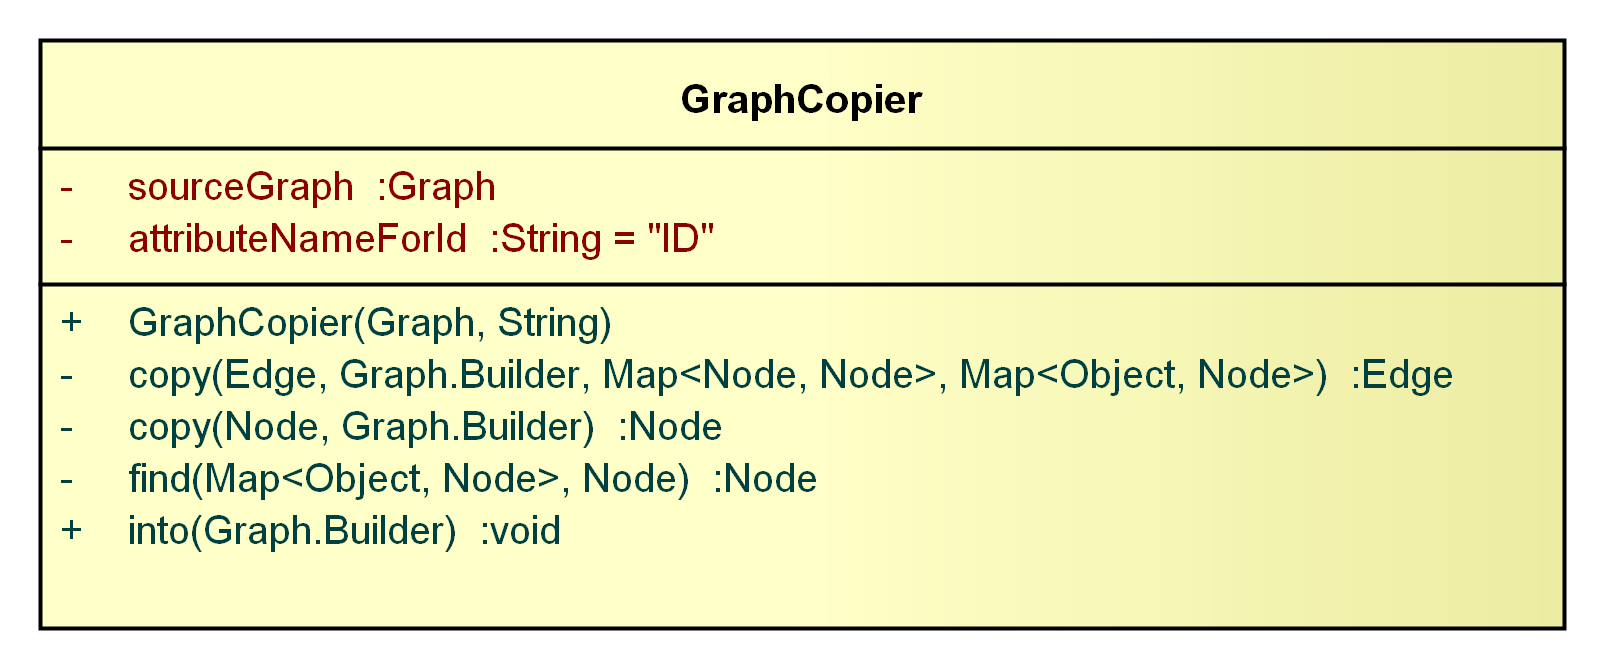 GraphCopier
- sourceGraph :Graph
- attributeNameForId :String = "ID"
+ GraphCopier(Graph, String)
- copy(Edge, Graph.Builder, Map<Node, Node>, Map<Object, Node>) :Edge
- copy(Node, Graph.Builder) :Node
- find(Map<Object, Node>, Node) :Node
+ into(Graph.Builder) :void